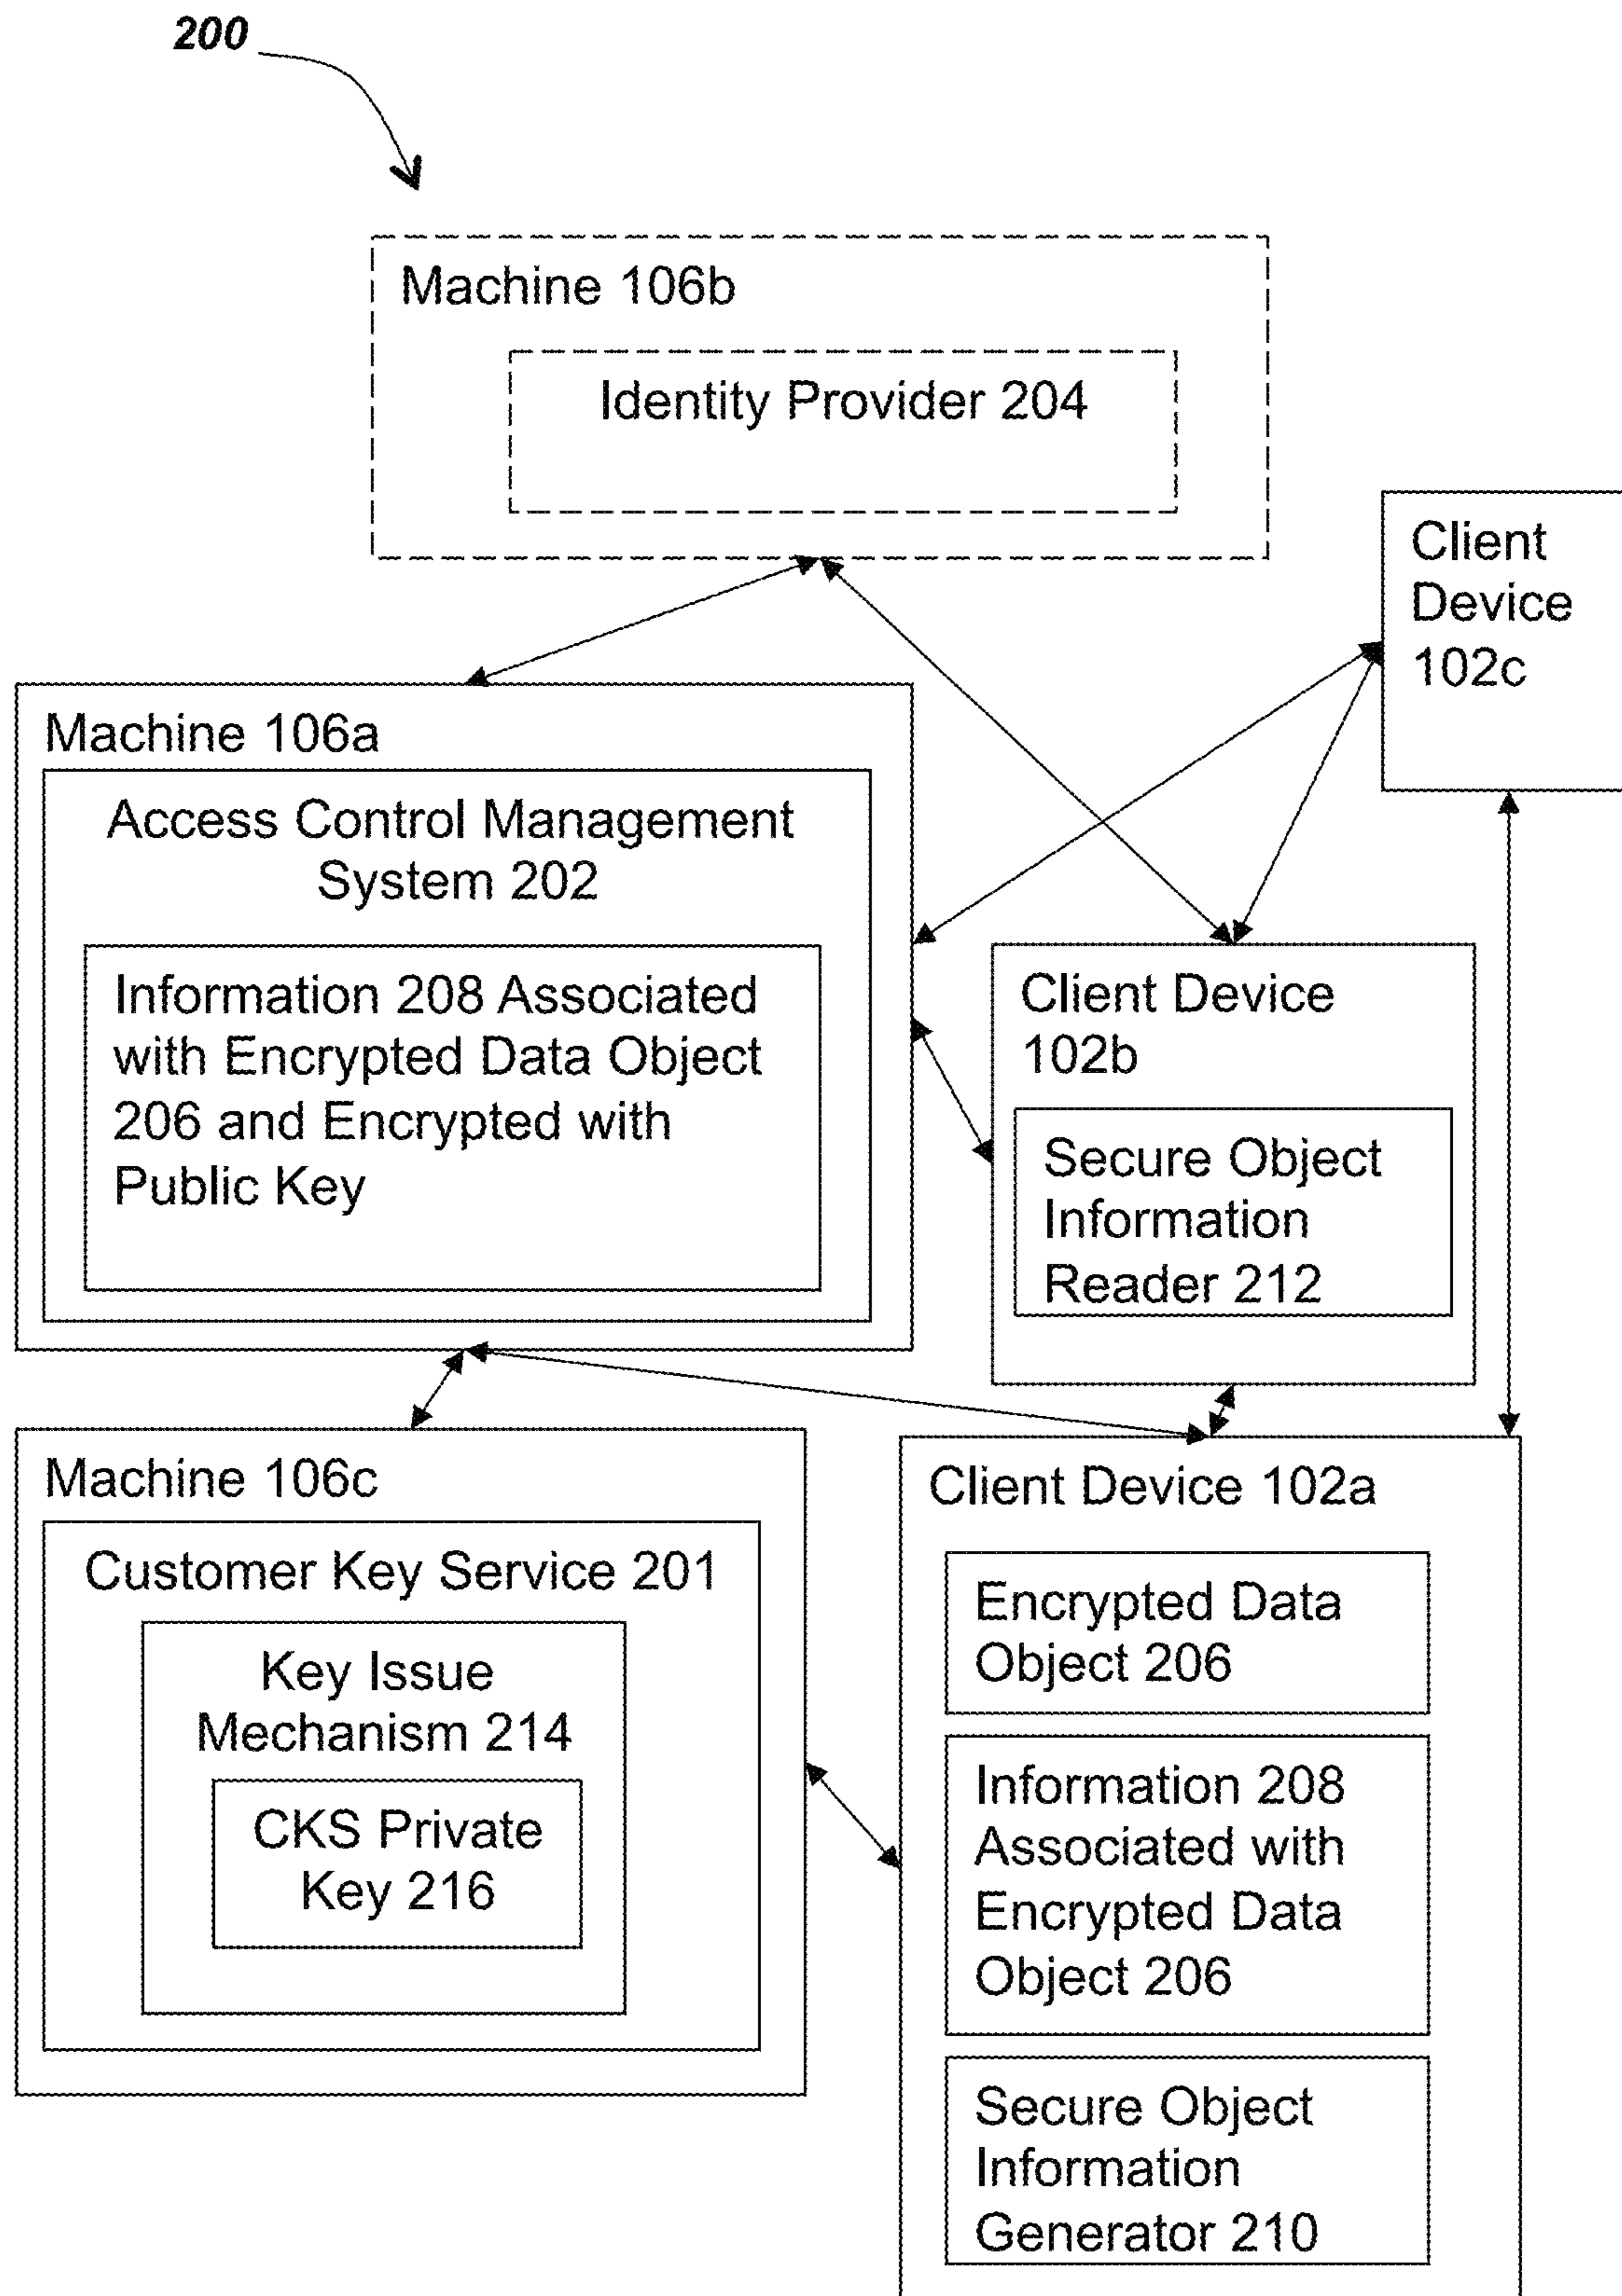 200
Machine 106b
Identity Provider 204
Client
Device
102c
Machine 106a
Access Control Management
System 202
Information 208 Associated
with Encrypted Data Object
206 and Encrypted with
Public Key
Client Device
102b
Secure Object
Information
Reader 212
Machine 106c
Customer Key Service 201
Key Issue
Mechanism 214
CKS Private
Key 216
Client Device 102a
Encrypted Data
Object 206
Information 208
Associated with
Encrypted Data
Object 206
Secure Object
Information
Generator 210